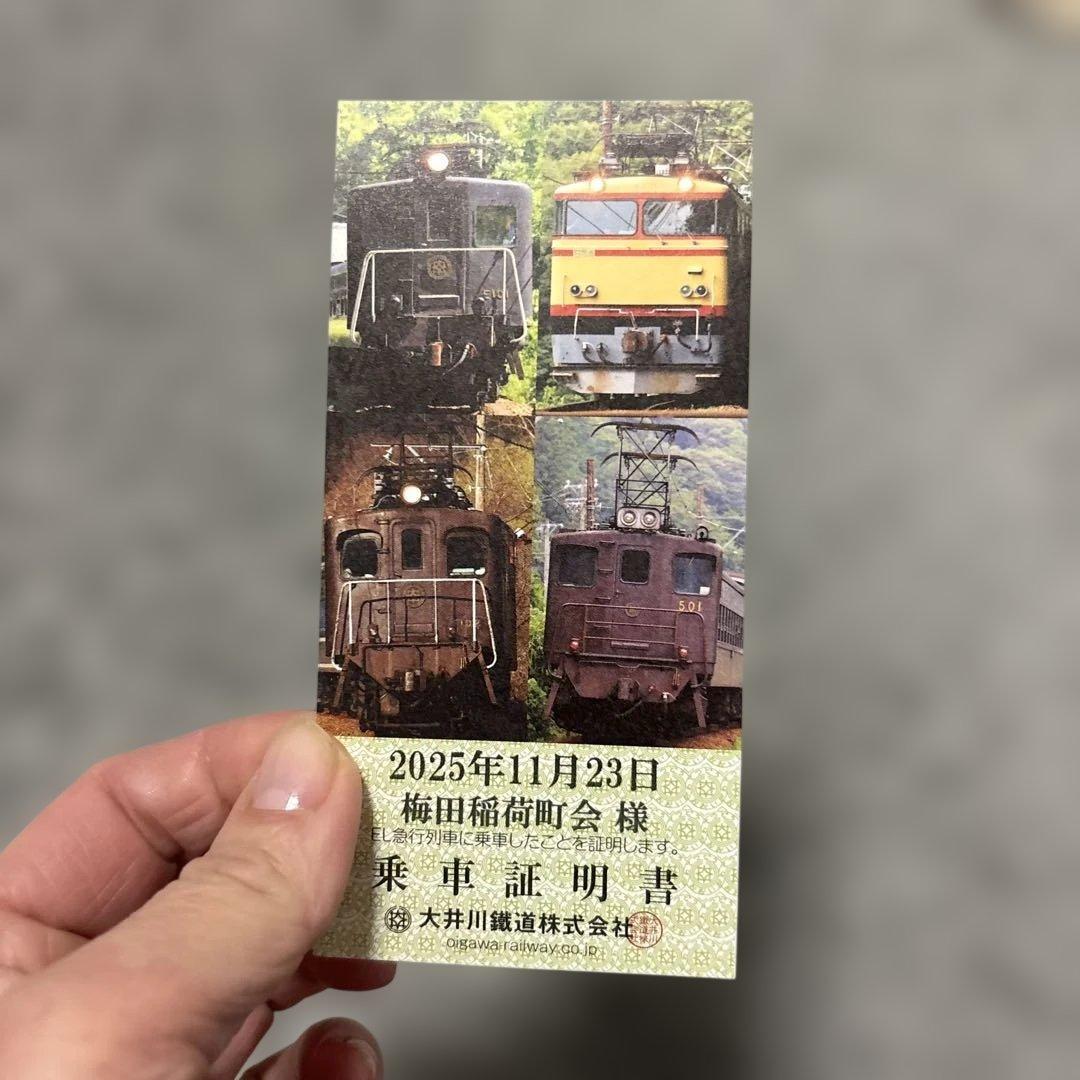 501
2025年11月23日
梅田稲荷町会 様
EL急行列車に乗車したことを証明します。
乗車証明書
大井川鐵道株式会社
oigawa-railway.co.jp